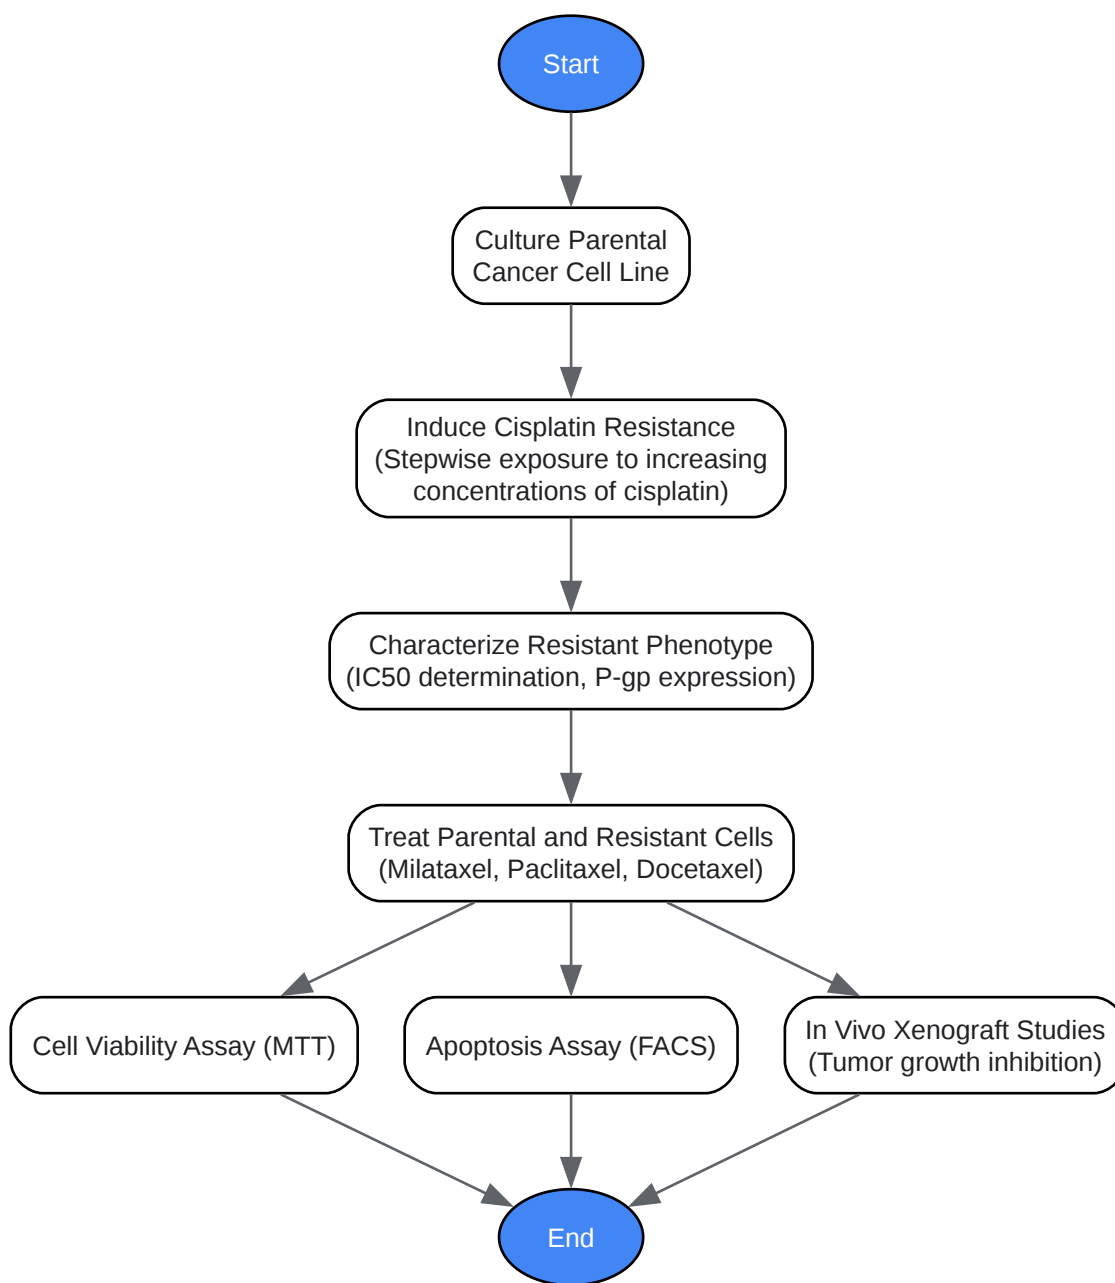 Start
Culture Parental
Cancer Cell Line
Induce Cisplatin Resistance
(Stepwise exposure to increasing
concentrations of cisplatin)
Characterize Resistant Phenotype
(IC50 determination, P-gp expression)
Treat Parental and Resistant Cells
(Milataxel, Paclitaxel, Docetaxel)
Cell Viability Assay (MTT)
Apoptosis Assay (FACS)
In Vivo Xenograft Studies
(Tumor growth inhibition)
End